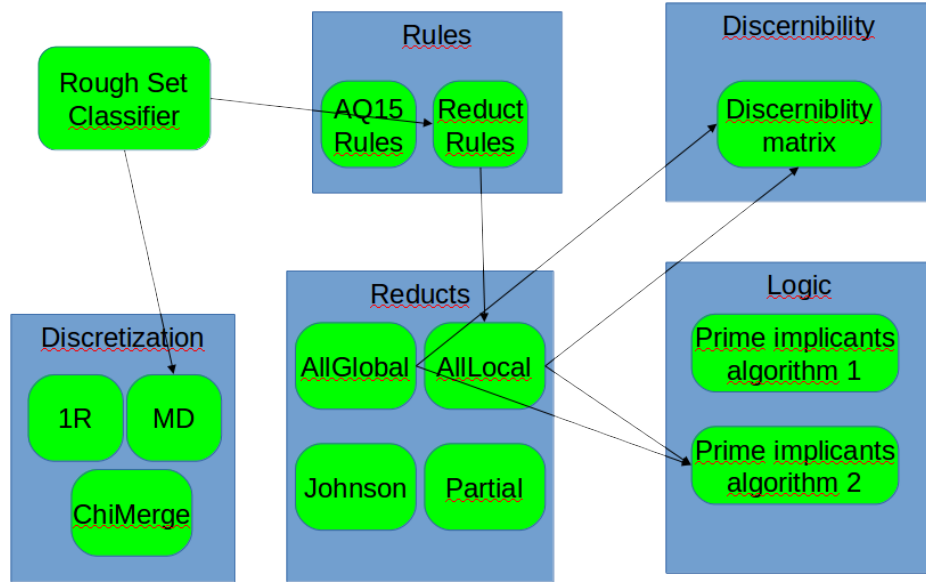 Rough Set
Classifier
Rules
AQ15
Rules
Reduct
Rules
Discernibility
Discerniblity
matrix
Discretization
1R
MD
ChiMerge
Reducts
AllGlobal
AllLocal
Johnson
Partial
Logic
Prime implicants
algorithm 1
Prime implicants
algorithm 2